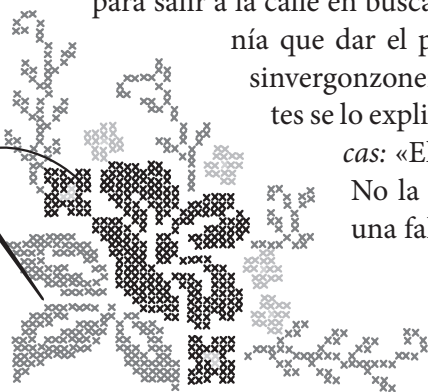 para salir a la calle en busca
nía que dar el p
sinvergonzone
tes se lo expli
cas: «El
No la
una fal